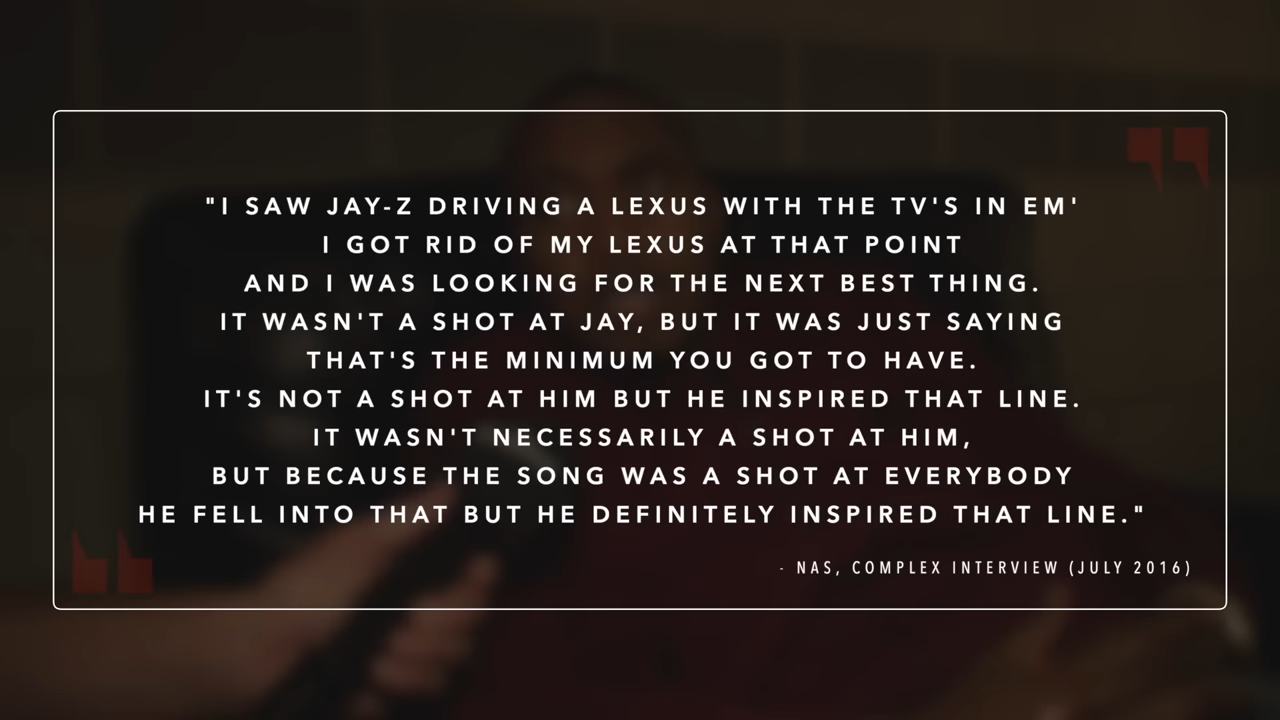 "I SAW JAY-Z DRIVING A LEXUS WITH THE TV'S IN EM'
I GOT RID OF MY LEXUS AT THAT POINT
AND I WAS LOOKING FOR THE NEXT BEST THING.
IT WASN'T A SHOT AT JAY, BUT IT WAS JUST SAYING
THAT'S THE MINIMUM YOU GOT TO HAVE.
IT'S NOT A SHOT AT HIM BUT HE INSPIRED THAT LINE.
IT WASN'T NECESSARILY A SHOT AT HIM,
BUT BECAUSE THE SONG WAS A SHOT AT EVERYBODY
HE FELL INTO THAT BUT HE DEFINITELY INSPIRED THAT LINE."
- NAS, COMPLEX INTERVIEW (JULY 2016)